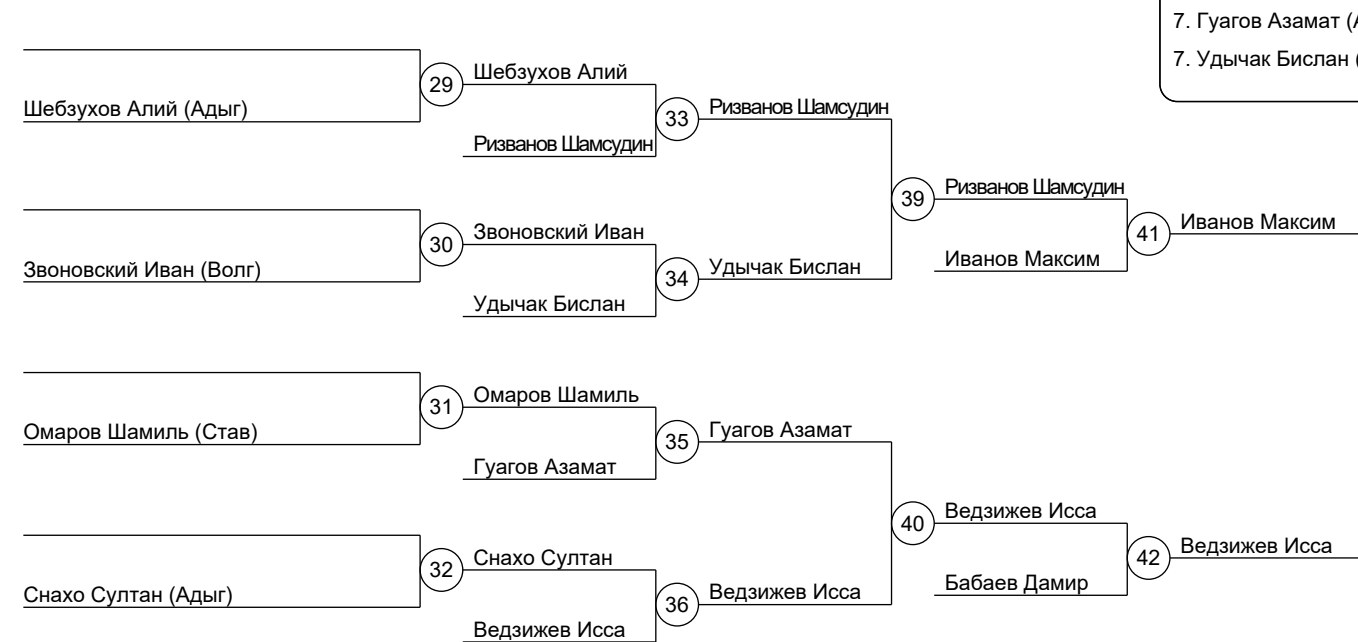 7. Гуагов Азамат (
7. Удычак Бислан (
29 Шебзухов Алий
Шебзухов Алий (Адыг)
33 Ризванов Шамсудин
Ризванов Шамсудин
39 Ризванов Шамсудин
30 Звоновский Иван
41 Иванов Максим
Звоновский Иван (Волг)
34 Удычак Бислан
Иванов Максим
Удычак Бислан
31 Омаров Шамиль
Омаров Шамиль (Став)
35 Гуагов Азамат
Гуагов Азамат
40 Ведзижев Исса
32 Снахо Султан
42 Ведзижев Исса
Снахо Султан (Адыг)
36 Ведзижев Исса
Бабаев Дамир
Ведзижев Исса